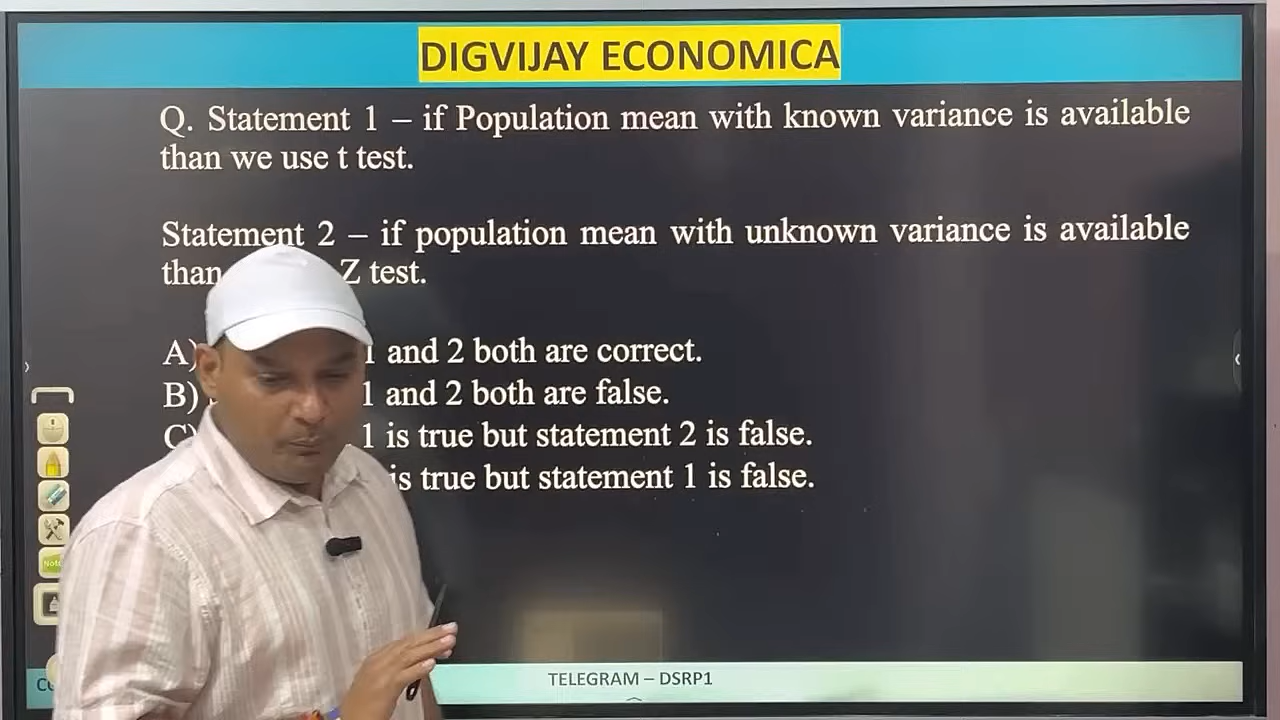 DIGVIJAY ECONOMICA
Q. Statement 1 – if Population mean with known variance is available
than we use t test.
Statement 2 – if population mean with unknown variance is available
than Z test.
A) 1 and 2 both are correct.
B) 1 and 2 both are false.
C) 1 is true but statement 2 is false.
is true but statement 1 is false.
Note
TELEGRAM – DSRP1